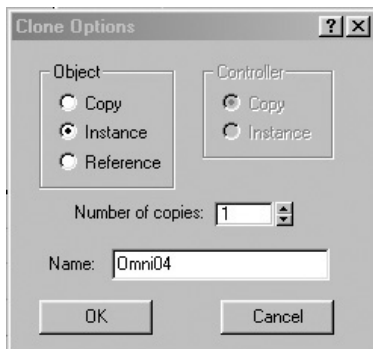 Clone Options
Object
Copy
Instance
Reference
Controller
Copy
Instance
Number of copies: 1
Name: Omni04
OK Cancel